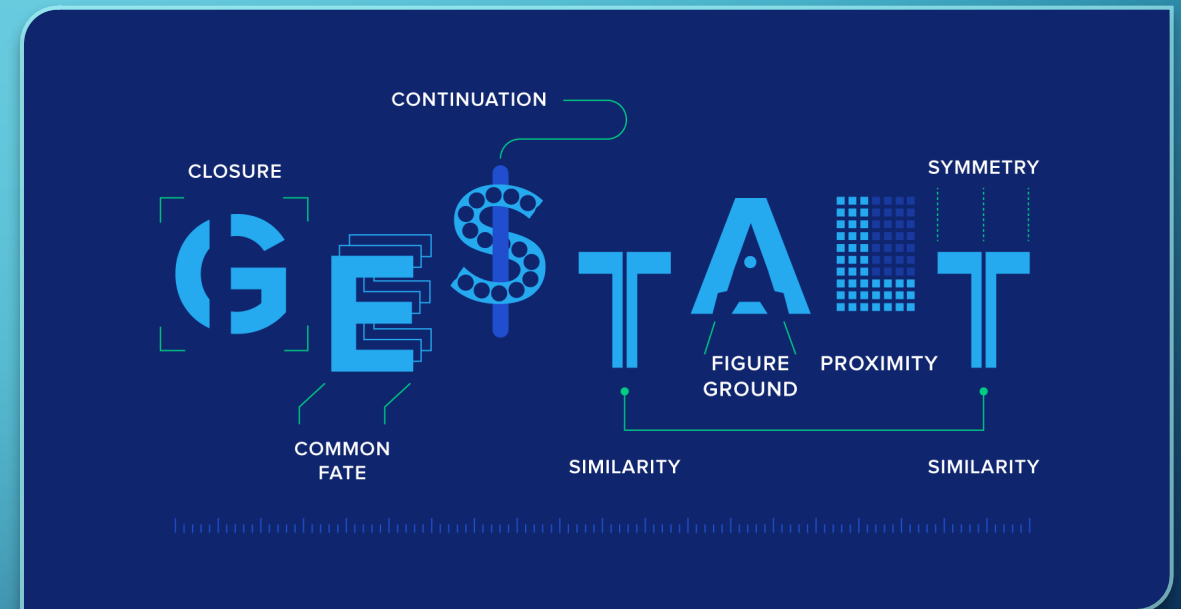 CONTINUATION
CLOSURE
SYMMETRY
GE$TALT
FIGURE
GROUND
PROXIMITY
COMMON
FATE
SIMILARITY
SIMILARITY